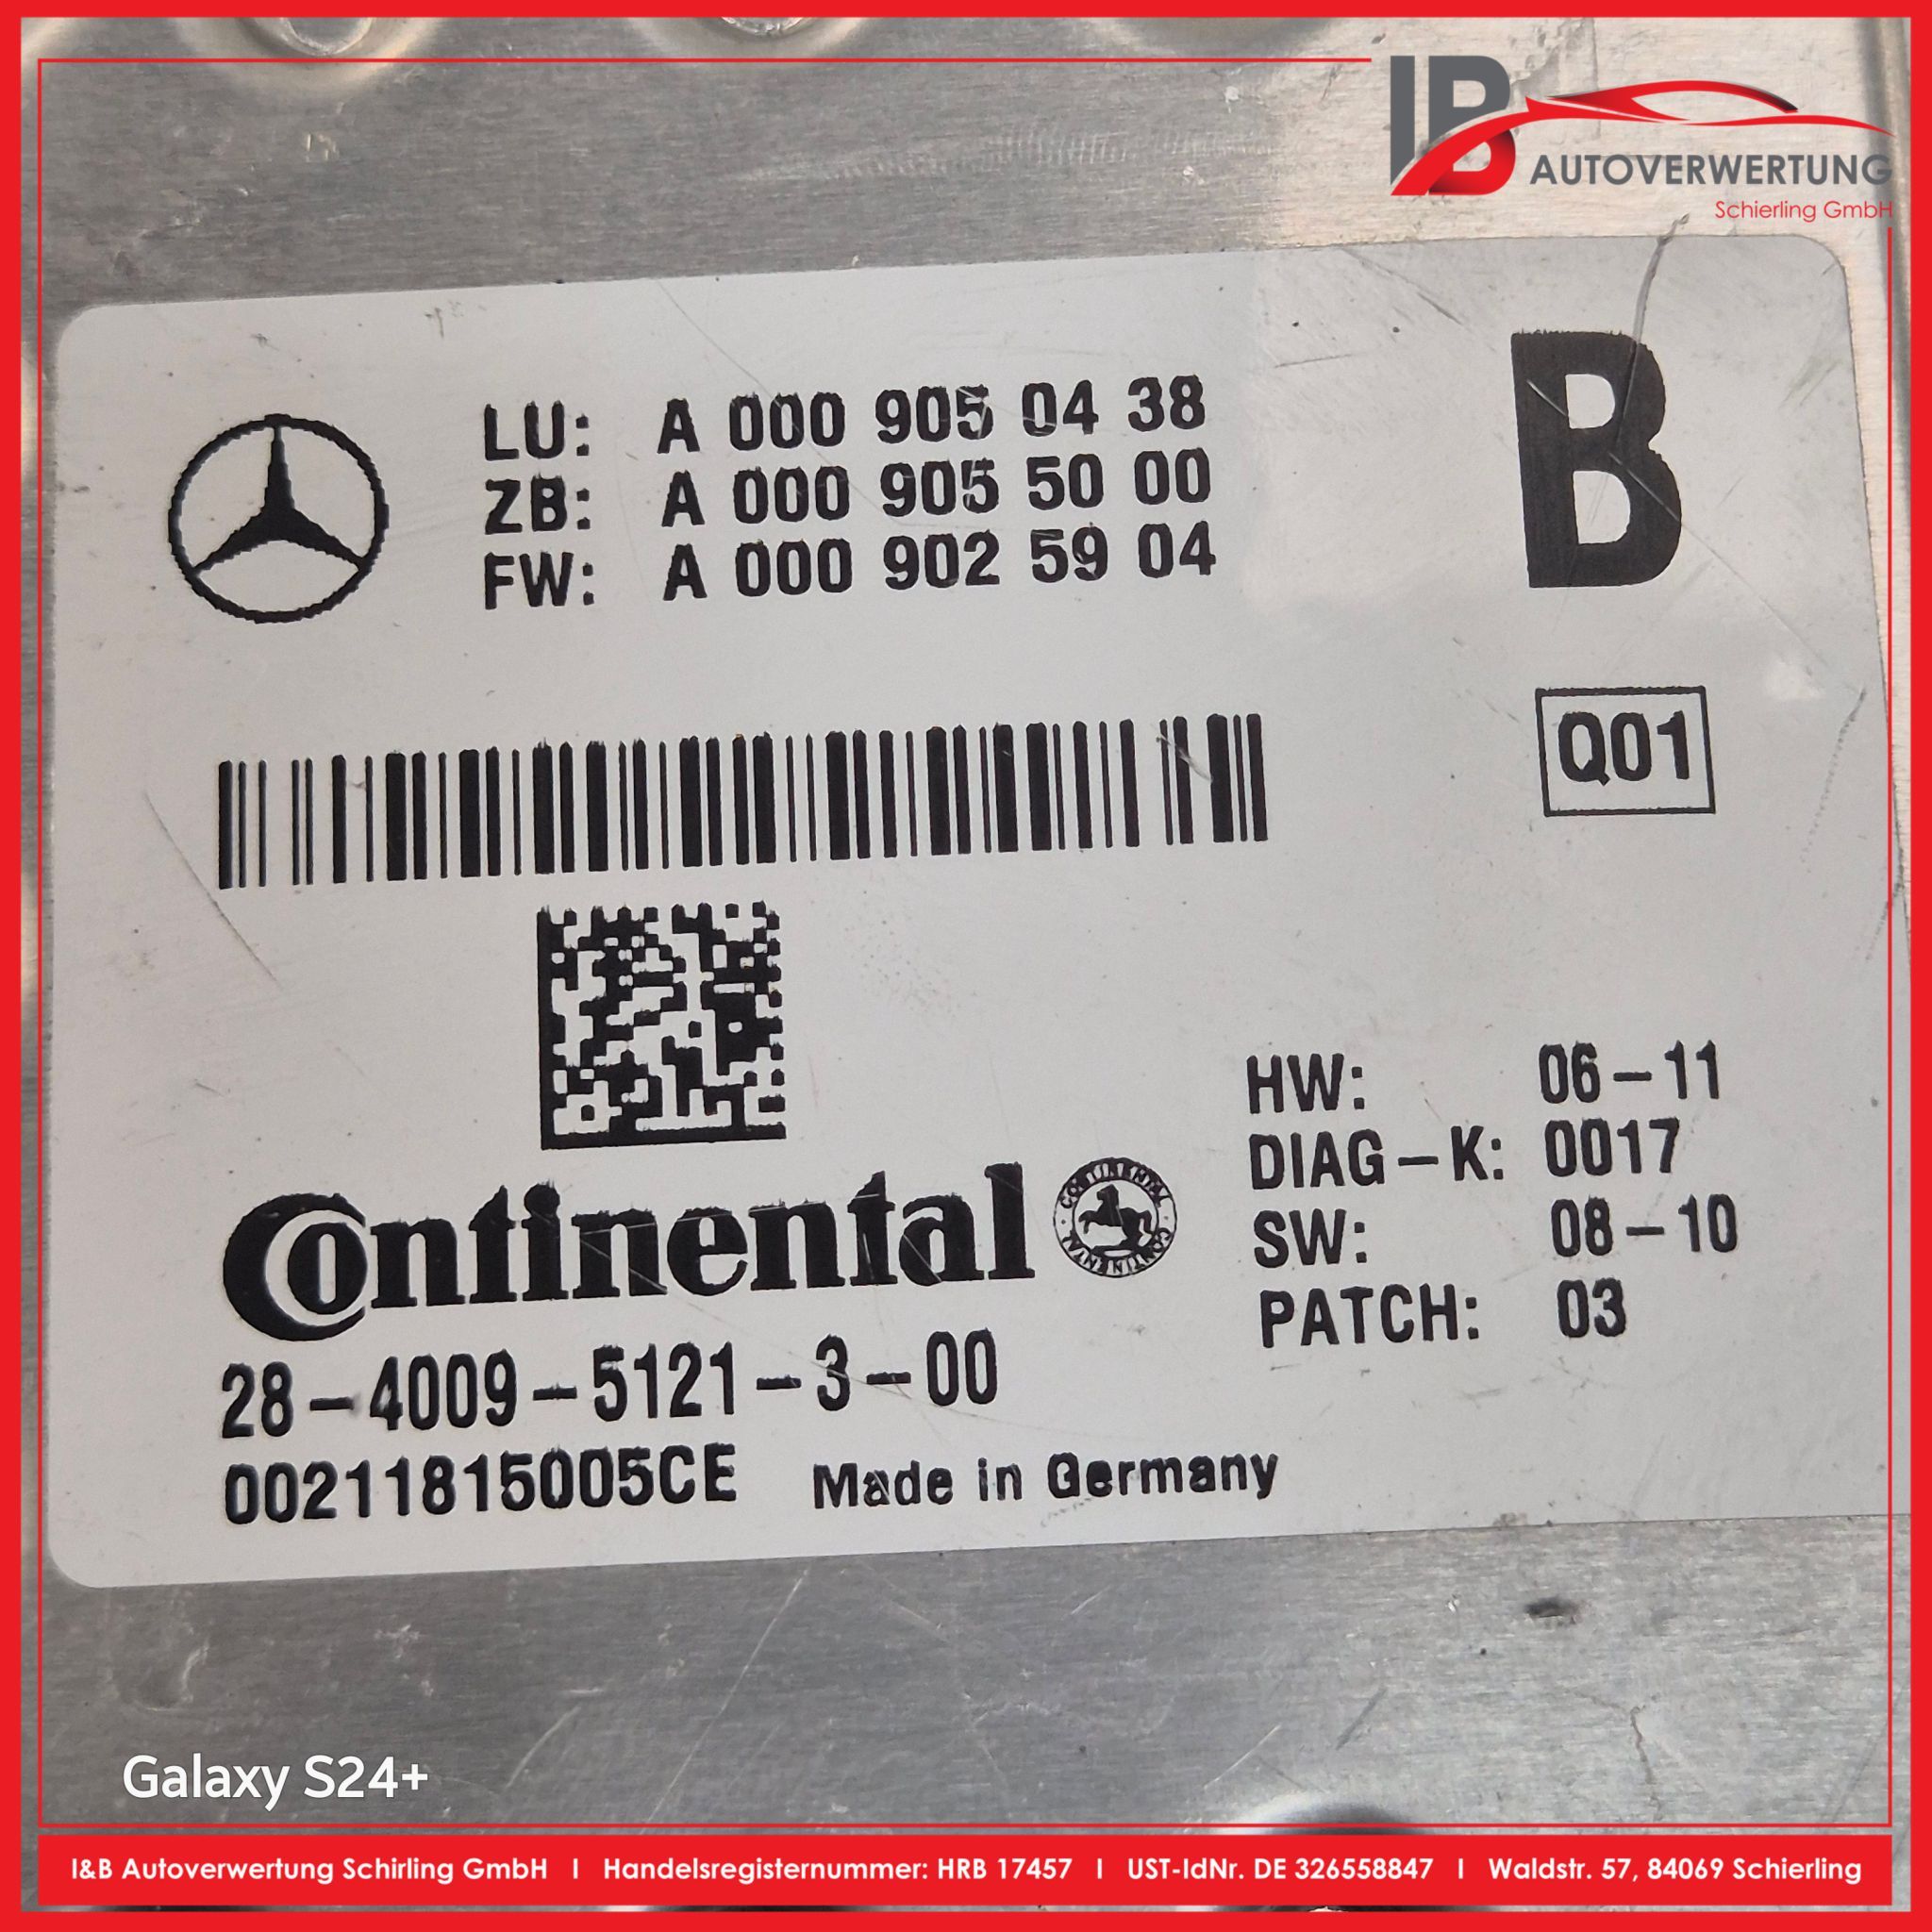 IB
AUTOVERWERTUNG
Schierling GmbH
LU: A 000 905 04 38
ZB: A 000 905 50 00
FW: A 000 902 59 04
B
Q01
HW: 06-11
DIAG-K: 0017
SW: 08-10
PATCH: 03
Continental
CONTINENTAL · CONTINENTAL ·
28-4009-5121-3-00
00211815005CE Made in Germany
Galaxy S24+
I&B Autoverwertung Schirling GmbH I Handelsregisternummer: HRB 17457 I UST-IdNr. DE 326558847 I Waldstr. 57, 84069 Schierling